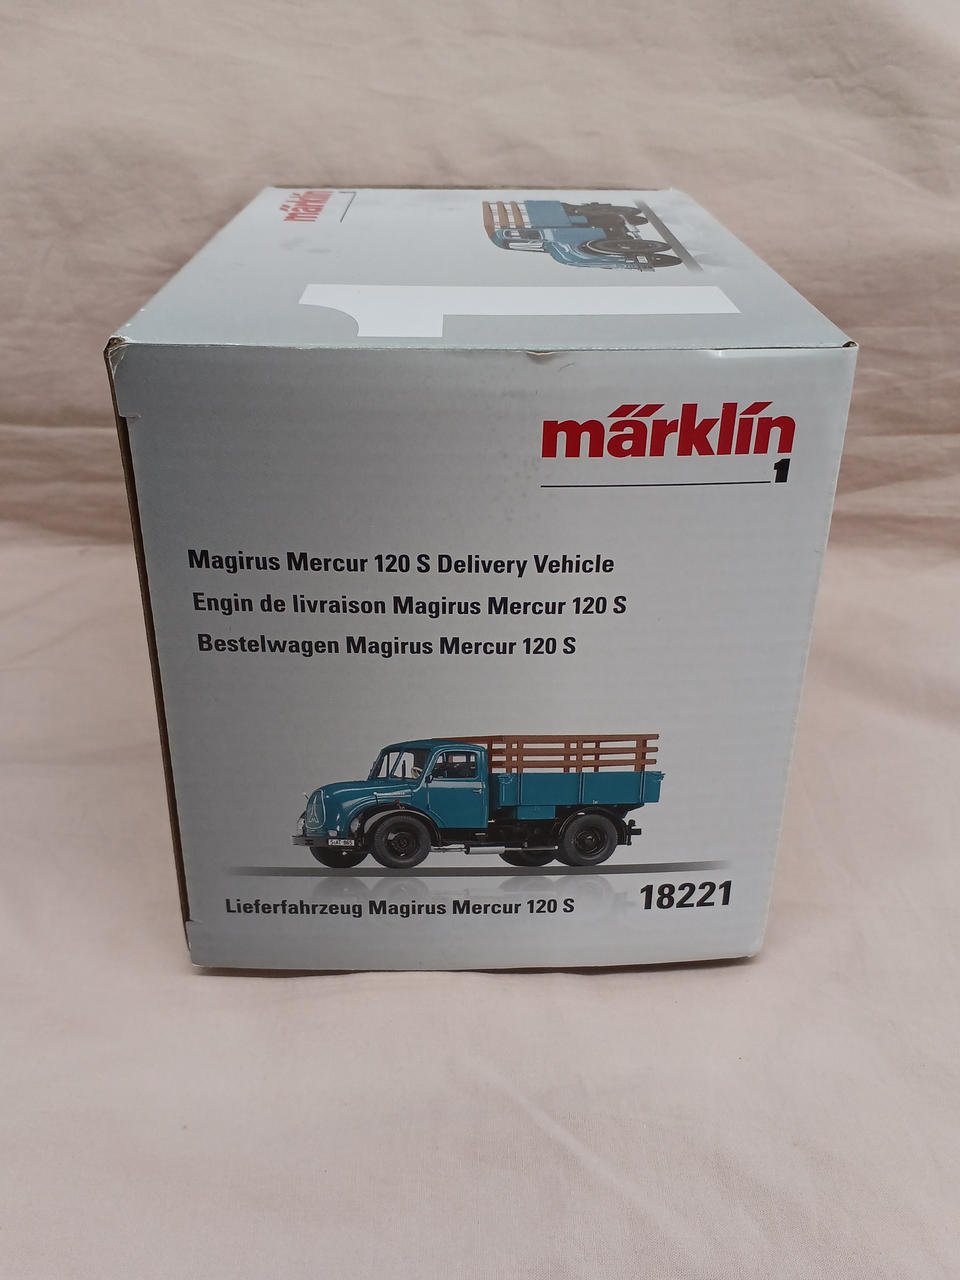 märklin
1
märklin
1
Magirus Mercur 120 S Delivery Vehicle
Engin de livraison Magirus Mercur 120 S
Bestelwagen Magirus Mercur 120 S
Lieferfahrzeug Magirus Mercur 120 S
18221